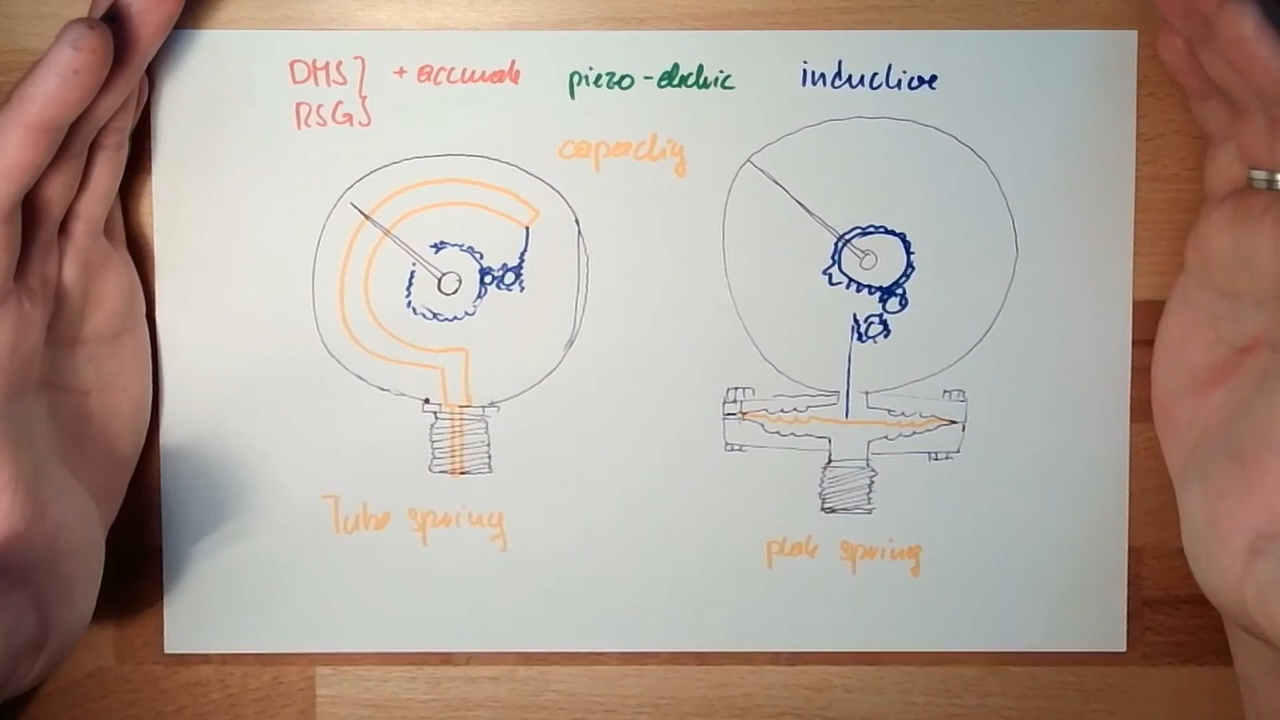 DMS } + accurate piezo-electric inductive
RSG
capacity
Tube spring
plate spring